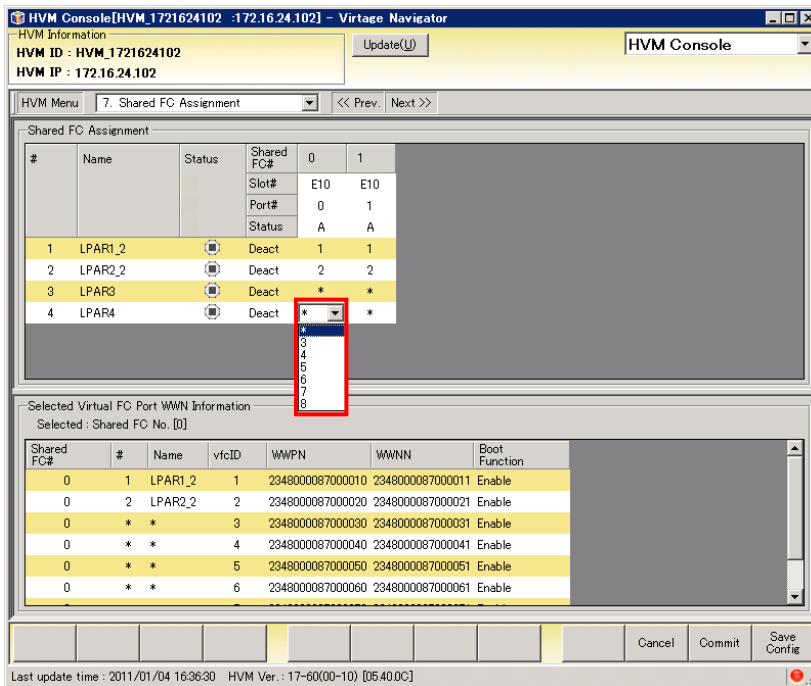 HVM Console[HVM_1721624102 :172.16.24.102] - Virtage Navigator
HVM Information
HVM ID : HVM_1721624102
HVM IP : 172.16.24.102
Update(U)
HVM Console
HVM Menu 7. Shared FC Assignment << Prev. Next >>
Shared FC Assignment
# Name Status Shared FC# 0 1
Slot# E10 E10
Port# 0 1
Status A A
1 LPAR1_2 Deact 1 1
2 LPAR2_2 Deact 2 2
3 LPAR3 Deact * *
4 LPAR4 Deact * *
*
3
4
5
6
7
8
Selected Virtual FC Port WWN Information
Selected : Shared FC No. [0]
Shared FC# # Name vfcID WWPN WWNN Boot Function
0 1 LPAR1_2 1 2348000087000010 2348000087000011 Enable
0 2 LPAR2_2 2 2348000087000020 2348000087000021 Enable
0 * * 3 2348000087000030 2348000087000031 Enable
0 * * 4 2348000087000040 2348000087000041 Enable
0 * * 5 2348000087000050 2348000087000051 Enable
0 * * 6 2348000087000060 2348000087000061 Enable
Cancel Commit Save Config
Last update time : 2011/01/04 16:36:30 HVM Ver. : 17-60(00-10) [05.40.0C]